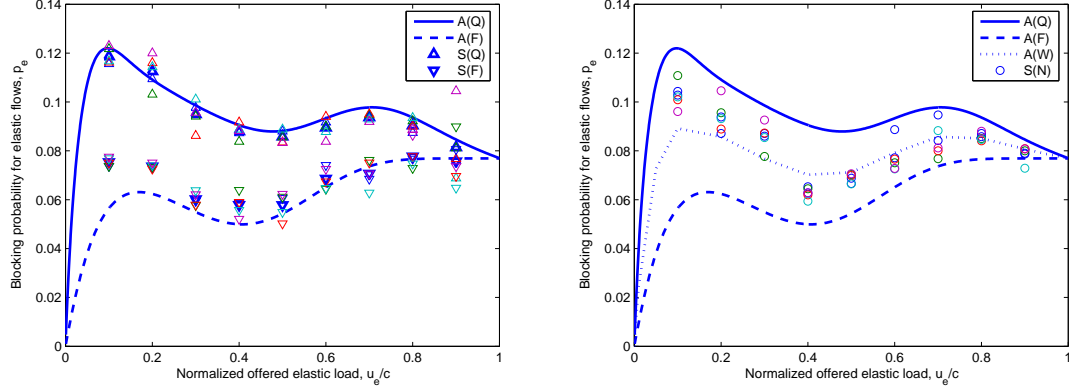 0.14
0.12
0.1
0.08
0.06
0.04
0.02
0
0 0.2 0.4 0.6 0.8 1
Blocking probability for elastic flows, p_e
Normalized offered elastic load, u_e/c
A(Q)
A(F)
S(Q)
S(F)
0.14
0.12
0.1
0.08
0.06
0.04
0.02
0
0 0.2 0.4 0.6 0.8 1
Blocking probability for elastic flows, p_e
Normalized offered elastic load, u_e/c
A(Q)
A(F)
A(W)
S(N)